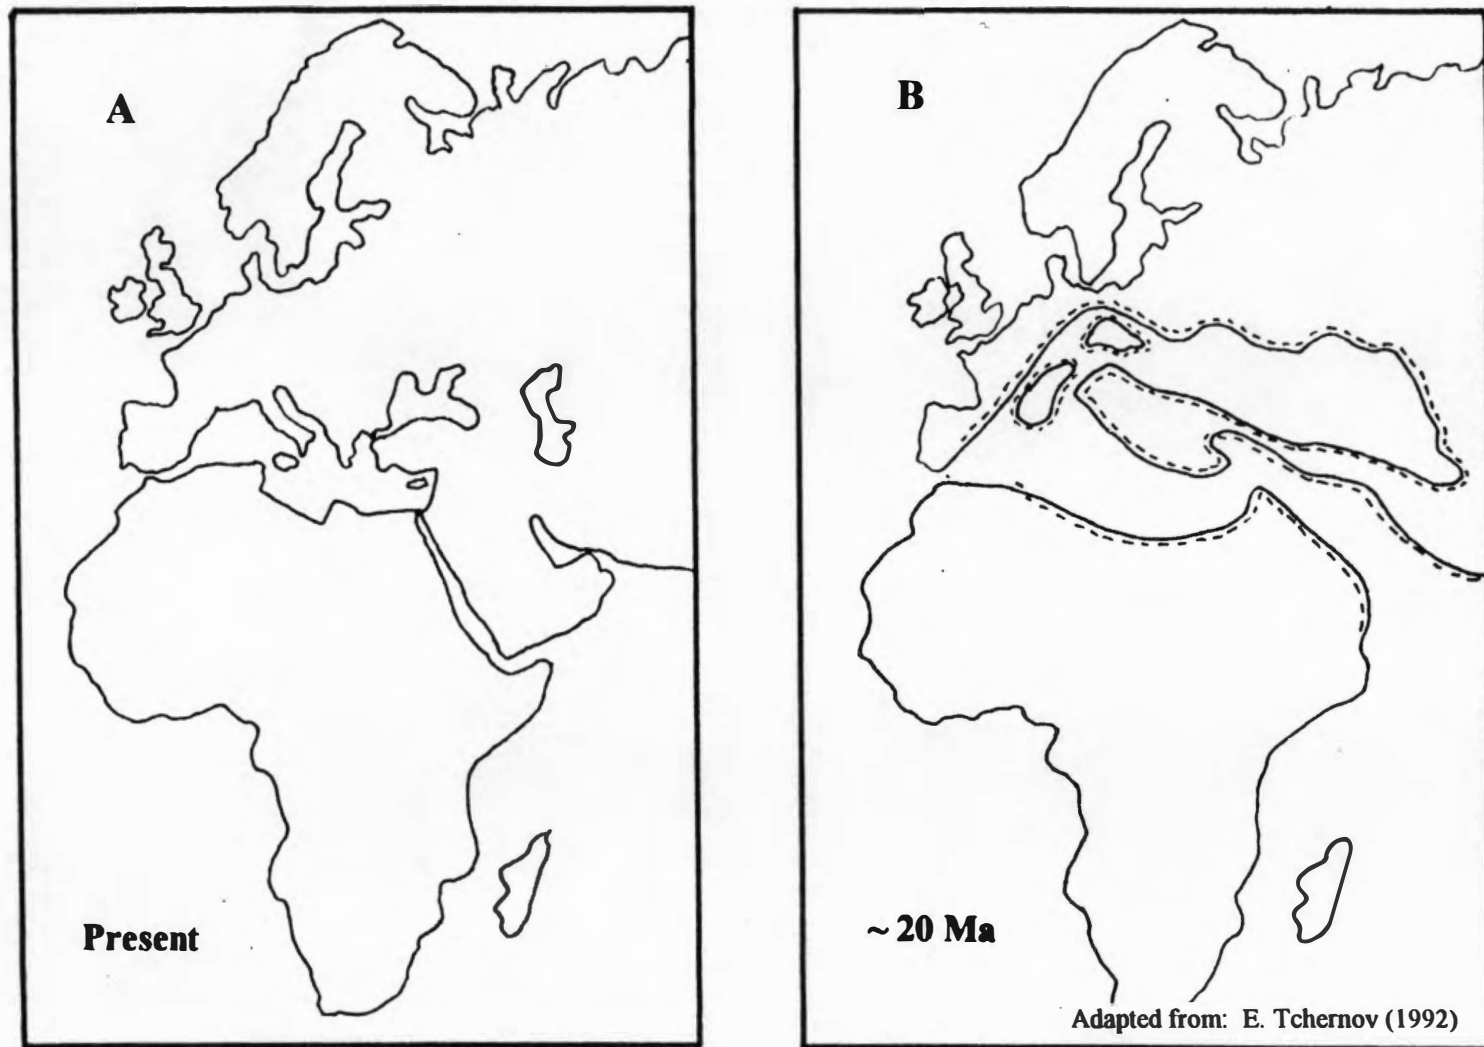 A
B
Present
~ 20 Ma
Adapted from: E. Tchernov (1992)